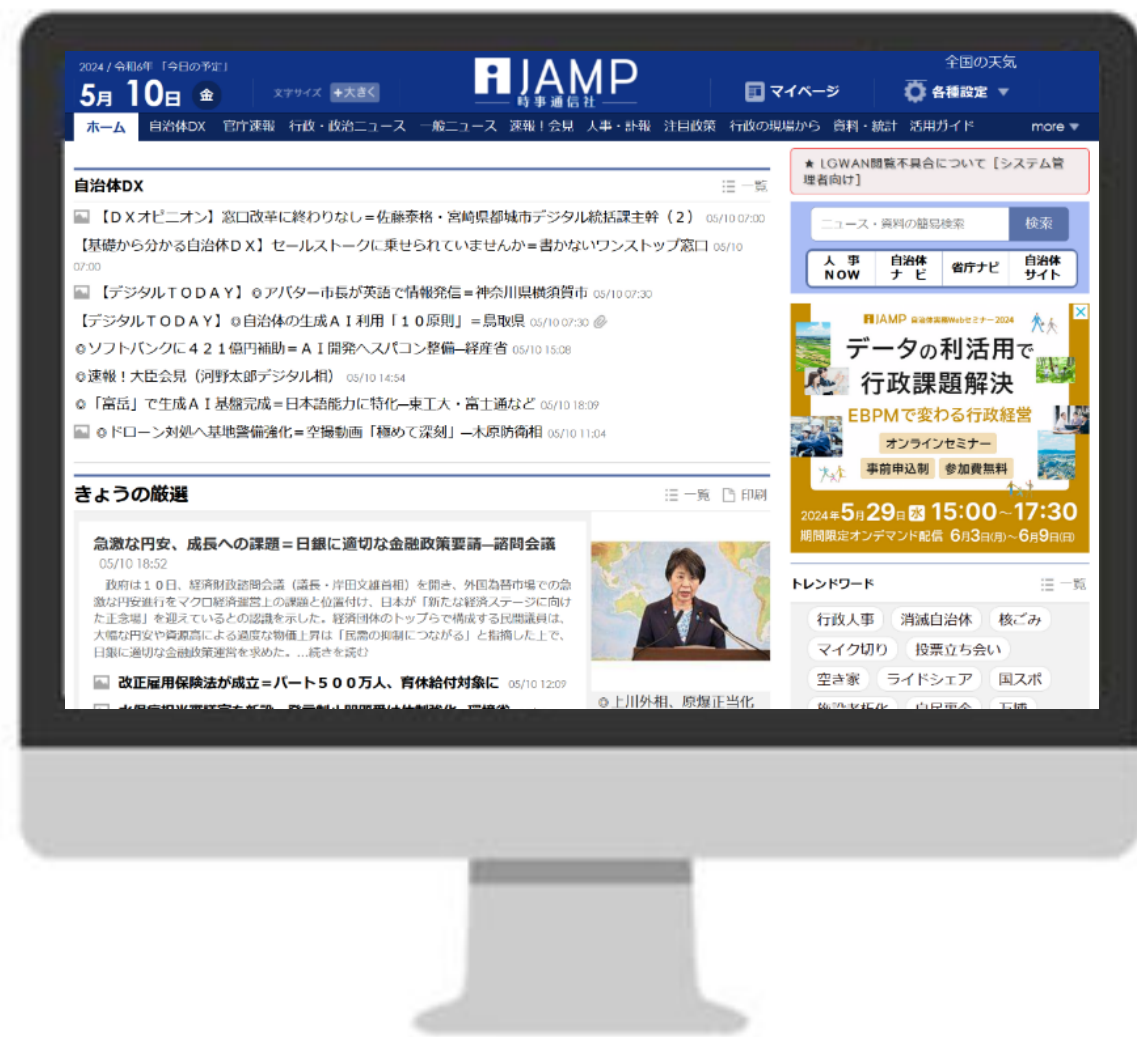 2024 / 令和6年 「今日の予定」
5月 10日 金
文字サイズ +大きく
iJAMP
時事通信社
全国の天気
マイページ
各種設定 ▼
ホーム 自治体DX 官庁速報 行政・政治ニュース 一般ニュース 速報！会見 人事・訃報 注目政策 行政の現場から 資料・統計 活用ガイド more ▼
自治体DX
一覧
【ＤＸオピニオン】窓口改革に終わりなし＝佐藤泰格・宮崎県都城市デジタル統括課主幹（２） 05/10 07:00
【基礎から分かる自治体ＤＸ】セールストークに乗せられていませんか＝書かないワンストップ窓口 05/10
07:00
【デジタルＴＯＤＡＹ】◎アバター市長が英語で情報発信＝神奈川県横須賀市 05/10 07:30
【デジタルＴＯＤＡＹ】◎自治体の生成ＡＩ利用「１０原則」＝鳥取県 05/10 07:30
◎ソフトバンクに４２１億円補助＝ＡＩ開発へスパコン整備―経産省 05/10 15:08
◎速報！大臣会見（河野太郎デジタル相） 05/10 14:54
◎「富岳」で生成ＡＩ基盤完成＝日本語能力に特化―東工大・富士通など 05/10 18:09
◎ドローン対処へ基地警備強化＝空撮動画「極めて深刻」―木原防衛相 05/10 11:04
きょうの厳選
一覧 印刷
急激な円安、成長への課題＝日銀に適切な金融政策要請―諮問会議
05/10 18:52
政府は１０日、経済財政諮問会議（議長・岸田文雄首相）を開き、外国為替市場での急
激な円安進行をマクロ経済運営上の課題と位置付け、日本が「新たな経済ステージに向け
た正念場」を迎えているとの認識を示した。経済団体のトップらで構成する民間議員は、
大幅な円安や資源高による過度な物価上昇は「民需の抑制につながる」と指摘した上で、
日銀に適切な金融政策運営を求めた。...続きを読む
改正雇用保険法が成立＝パート５００万人、育休給付対象に 05/10 12:09
◎上川外相、原爆正当化
★ LGWAN閲覧不具合について［システム管
理者向け］
ニュース・資料の簡易検索 検索
人事NOW 自治体ナビ 省庁ナビ 自治体サイト
iJAMP 自治体実務Webセミナー2024
データの利活用で
行政課題解決
EBPMで変わる行政経営
オンラインセミナー
事前申込制 参加費無料
2024年5月29日 水 15:00～17:30
期間限定オンデマンド配信 6月3日(月)～6月9日(日)
トレンドワード
一覧
行政人事 消滅自治体 核ごみ
マイク切り 投票立ち会い
空き家 ライドシェア 国スポ